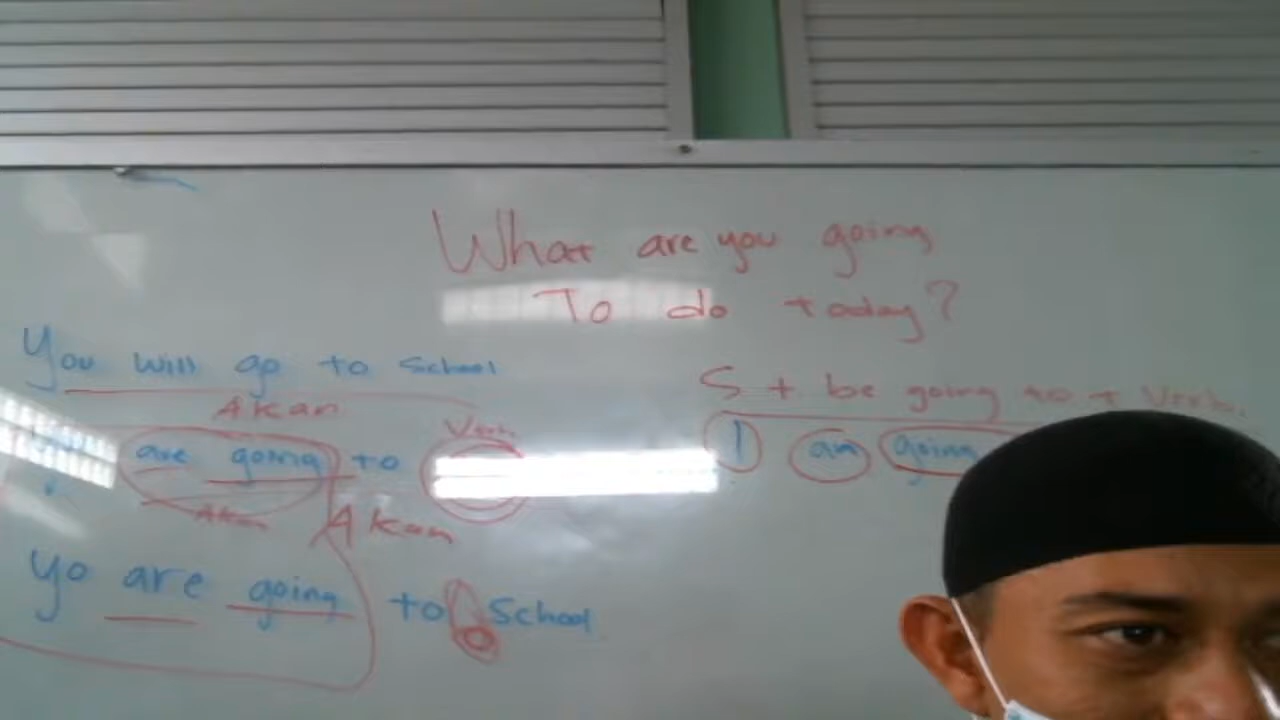 What are you going
To do today?
You will go to School
Akan
Verb
are going to
Akan
Akan
yo are going to School
S + be going to + Verb
I am going